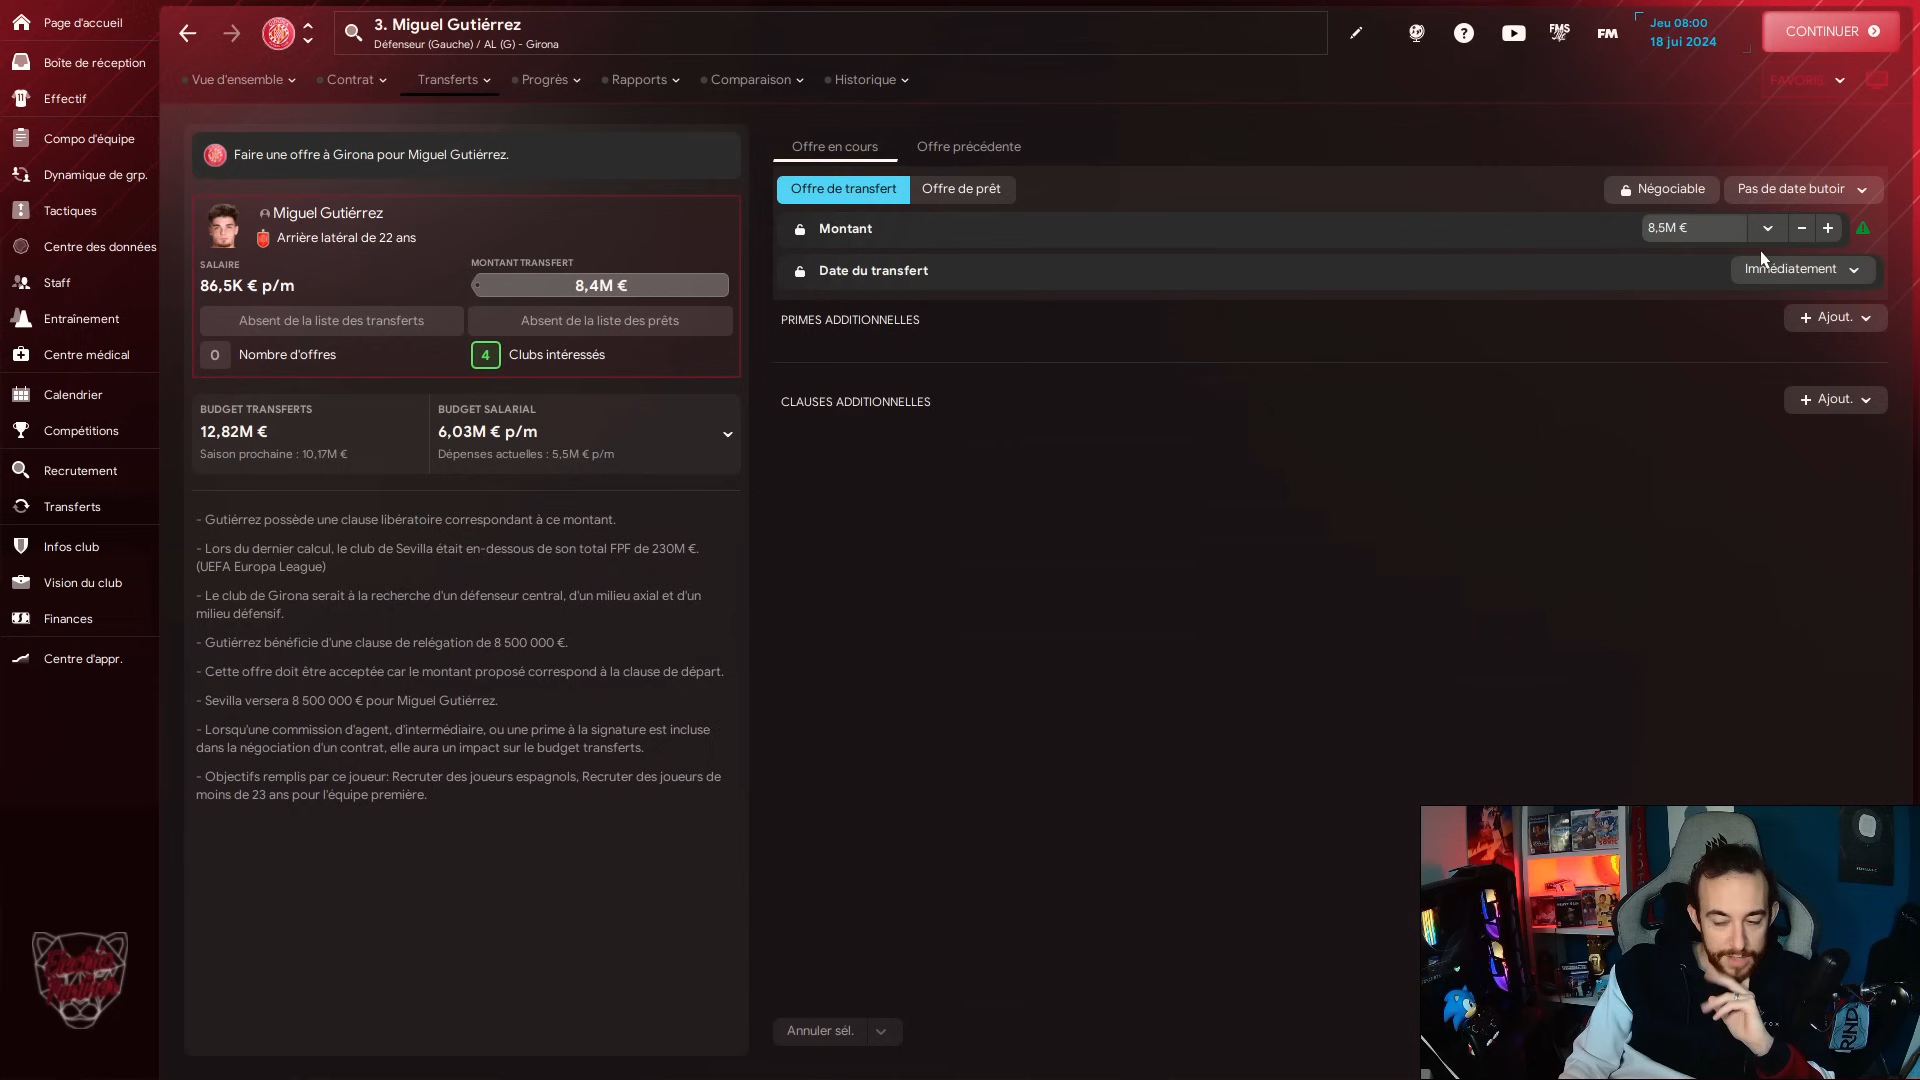 Page d'accueil
Boîte de réception
Effectif
Compo d'équipe
Dynamique de grp.
Tactiques
Centre des données
Staff
Entraînement
Centre médical
Calendrier
Compétitions
Recrutement
Transferts
Infos club
Vision du club
Finances
Centre d'appr.
3. Miguel Gutiérrez
Défenseur (Gauche) / AL (G) - Girona
FMS
FM
Jeu 08:00
18 jui 2024
CONTINUER
Vue d'ensemble
Contrat
Transferts
Progrès
Rapports
Comparaison
Historique
FAVORIS
Faire une offre à Girona pour Miguel Gutiérrez.
Miguel Gutiérrez
Arrière latéral de 22 ans
SALAIRE
86,5K € p/m
MONTANT TRANSFERT
8,4M €
Absent de la liste des transferts
Absent de la liste des prêts
0 Nombre d'offres
4 Clubs intéressés
BUDGET TRANSFERTS
12,82M €
Saison prochaine : 10,17M €
BUDGET SALARIAL
6,03M € p/m
Dépenses actuelles : 5,5M € p/m
- Gutiérrez possède une clause libératoire correspondant à ce montant.
- Lors du dernier calcul, le club de Sevilla était en-dessous de son total FPF de 230M €.
(UEFA Europa League)
- Le club de Girona serait à la recherche d'un défenseur central, d'un milieu axial et d'un
milieu défensif.
- Gutiérrez bénéficie d'une clause de relégation de 8 500 000 €.
- Cette offre doit être acceptée car le montant proposé correspond à la clause de départ.
- Sevilla versera 8 500 000 € pour Miguel Gutiérrez.
- Lorsqu'une commission d'agent, d'intermédiaire, ou une prime à la signature est incluse
dans la négociation d'un contrat, elle aura un impact sur le budget transferts.
- Objectifs remplis par ce joueur: Recruter des joueurs espagnols, Recruter des joueurs de
moins de 23 ans pour l'équipe première.
Offre en cours
Offre précédente
Offre de transfert
Offre de prêt
Négociable
Pas de date butoir
Montant
8,5M €
Date du transfert
Immédiatement
PRIMES ADDITIONNELLES
+ Ajout.
CLAUSES ADDITIONNELLES
+ Ajout.
Annuler sél.